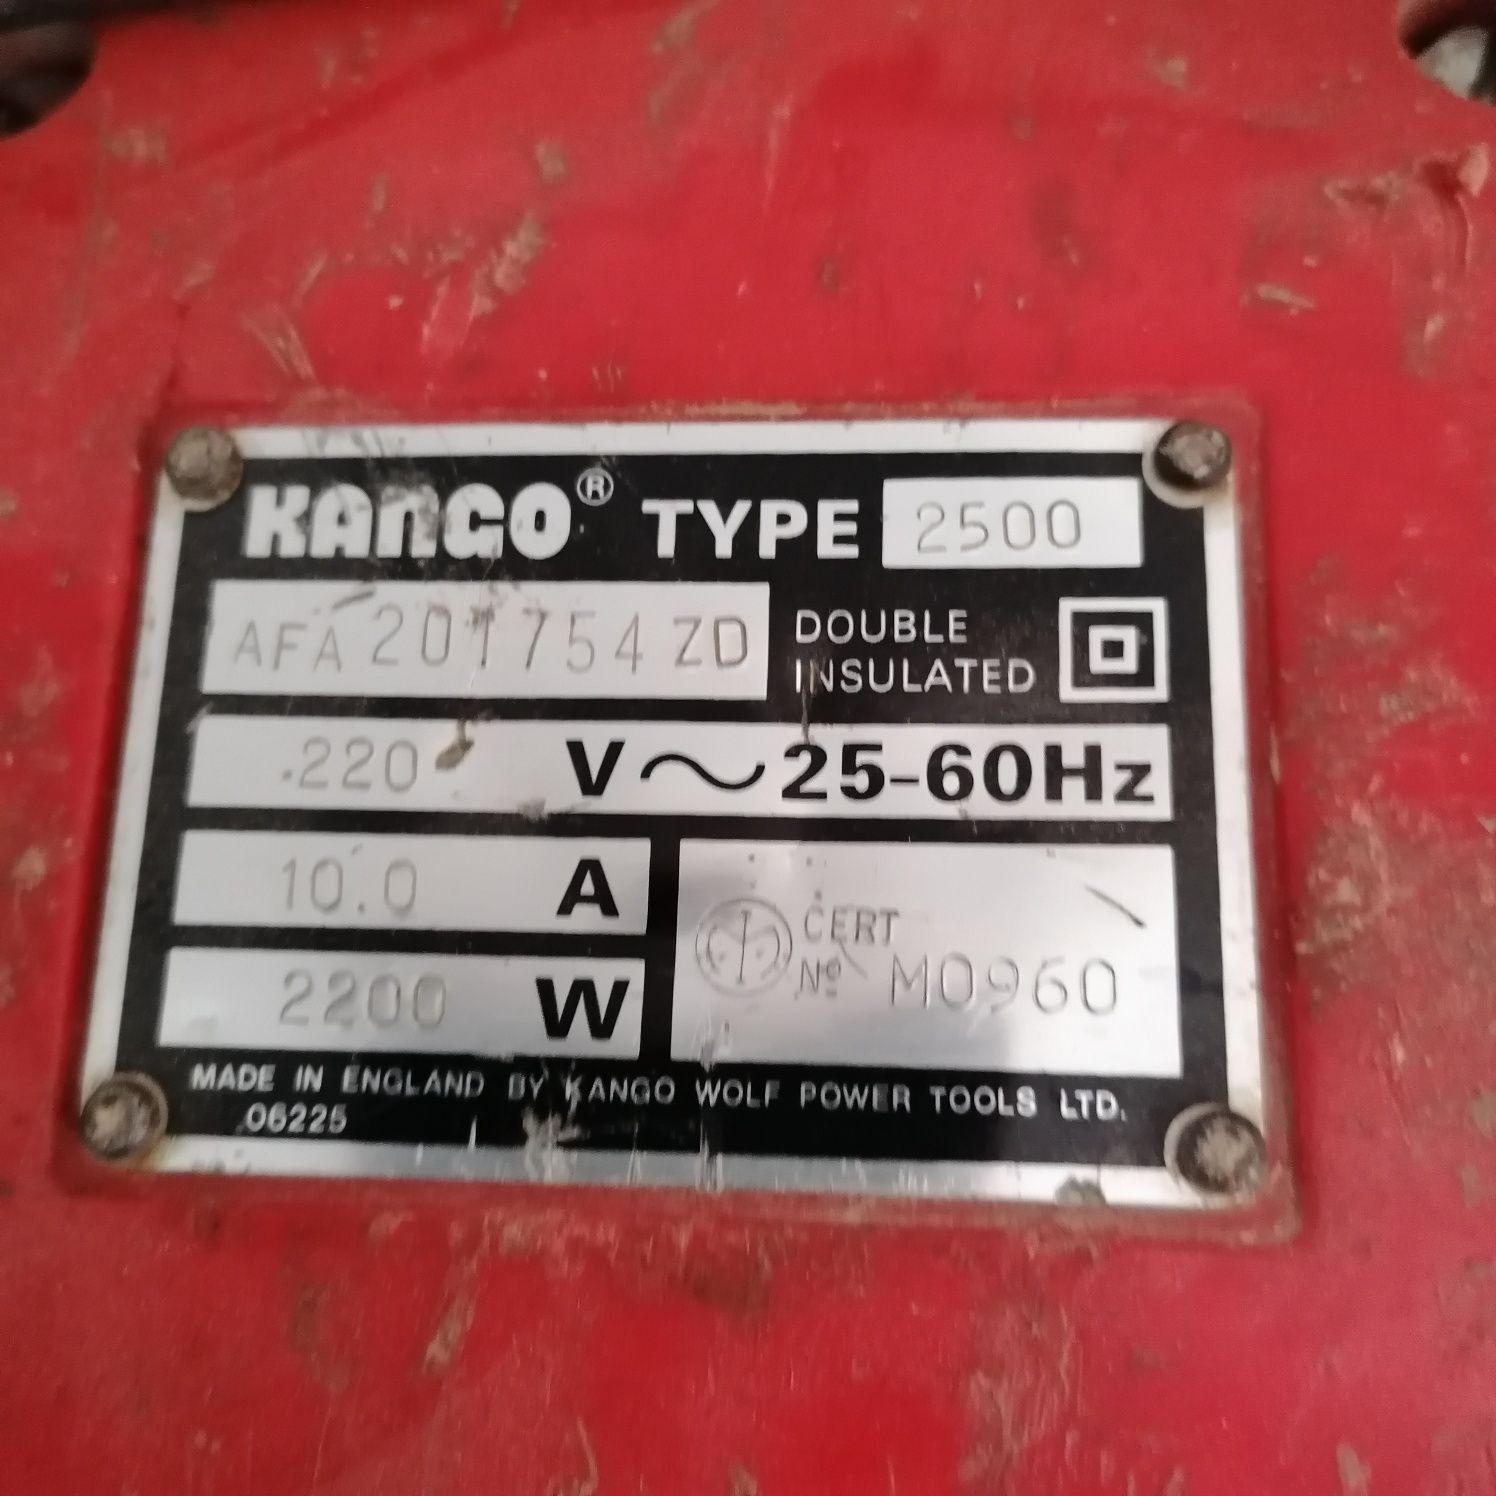 KANGO® TYPE 2500
AFA 201754 ZD DOUBLE INSULATED
220 V～25-60Hz
10.0 A
2200 W
CERT
Nº M0960
MADE IN ENGLAND BY KANGO WOLF POWER TOOLS LTD.
06225